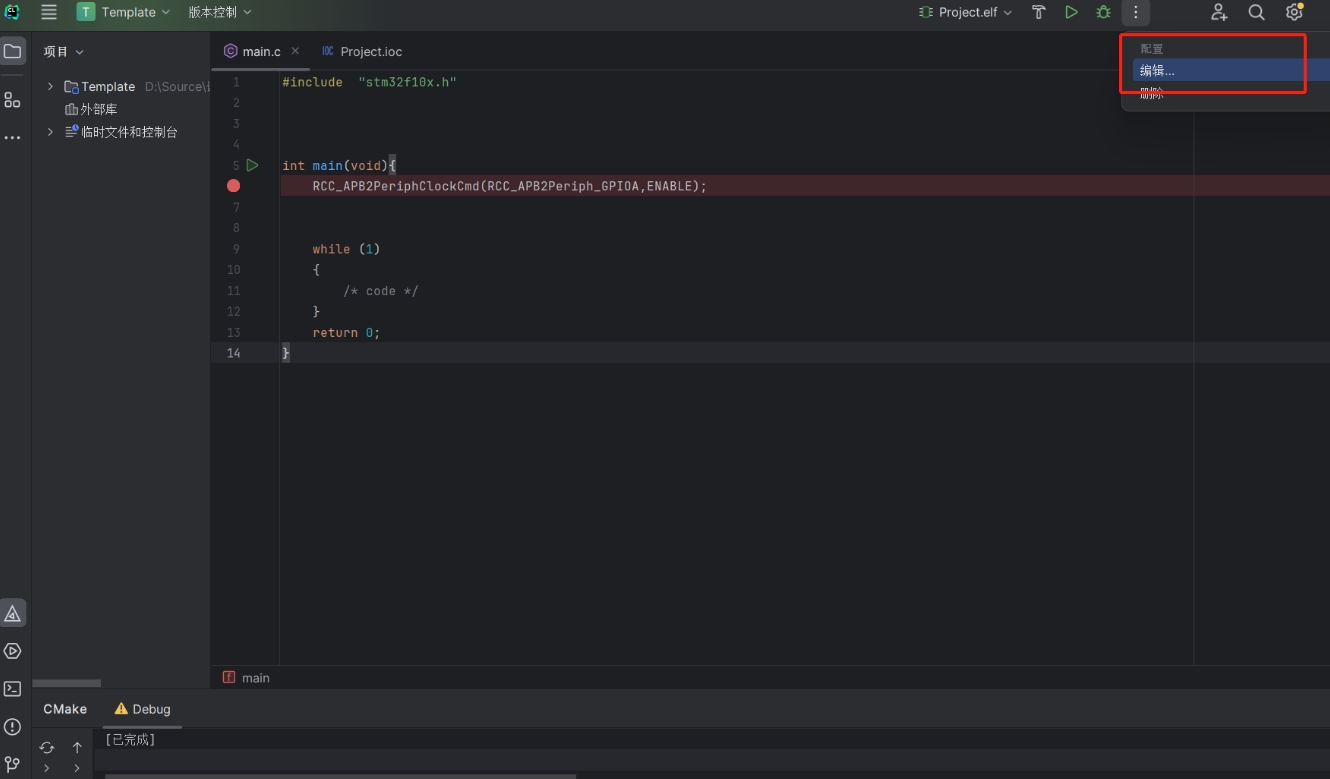 T Template 版本控制 Project.elf
项目
main.c
IOC Project.ioc
配置
编辑...
删除
Template D:\Source\
外部库
临时文件和控制台
1 #include "stm32f10x.h"
2
3
4
5 int main(void){
RCC_APB2PeriphClockCmd(RCC_APB2Periph_GPIOA,ENABLE);
7
8
9 while (1)
10 {
11 /* code */
12 }
13 return 0;
14 }
f main
CMake Debug
[已完成]